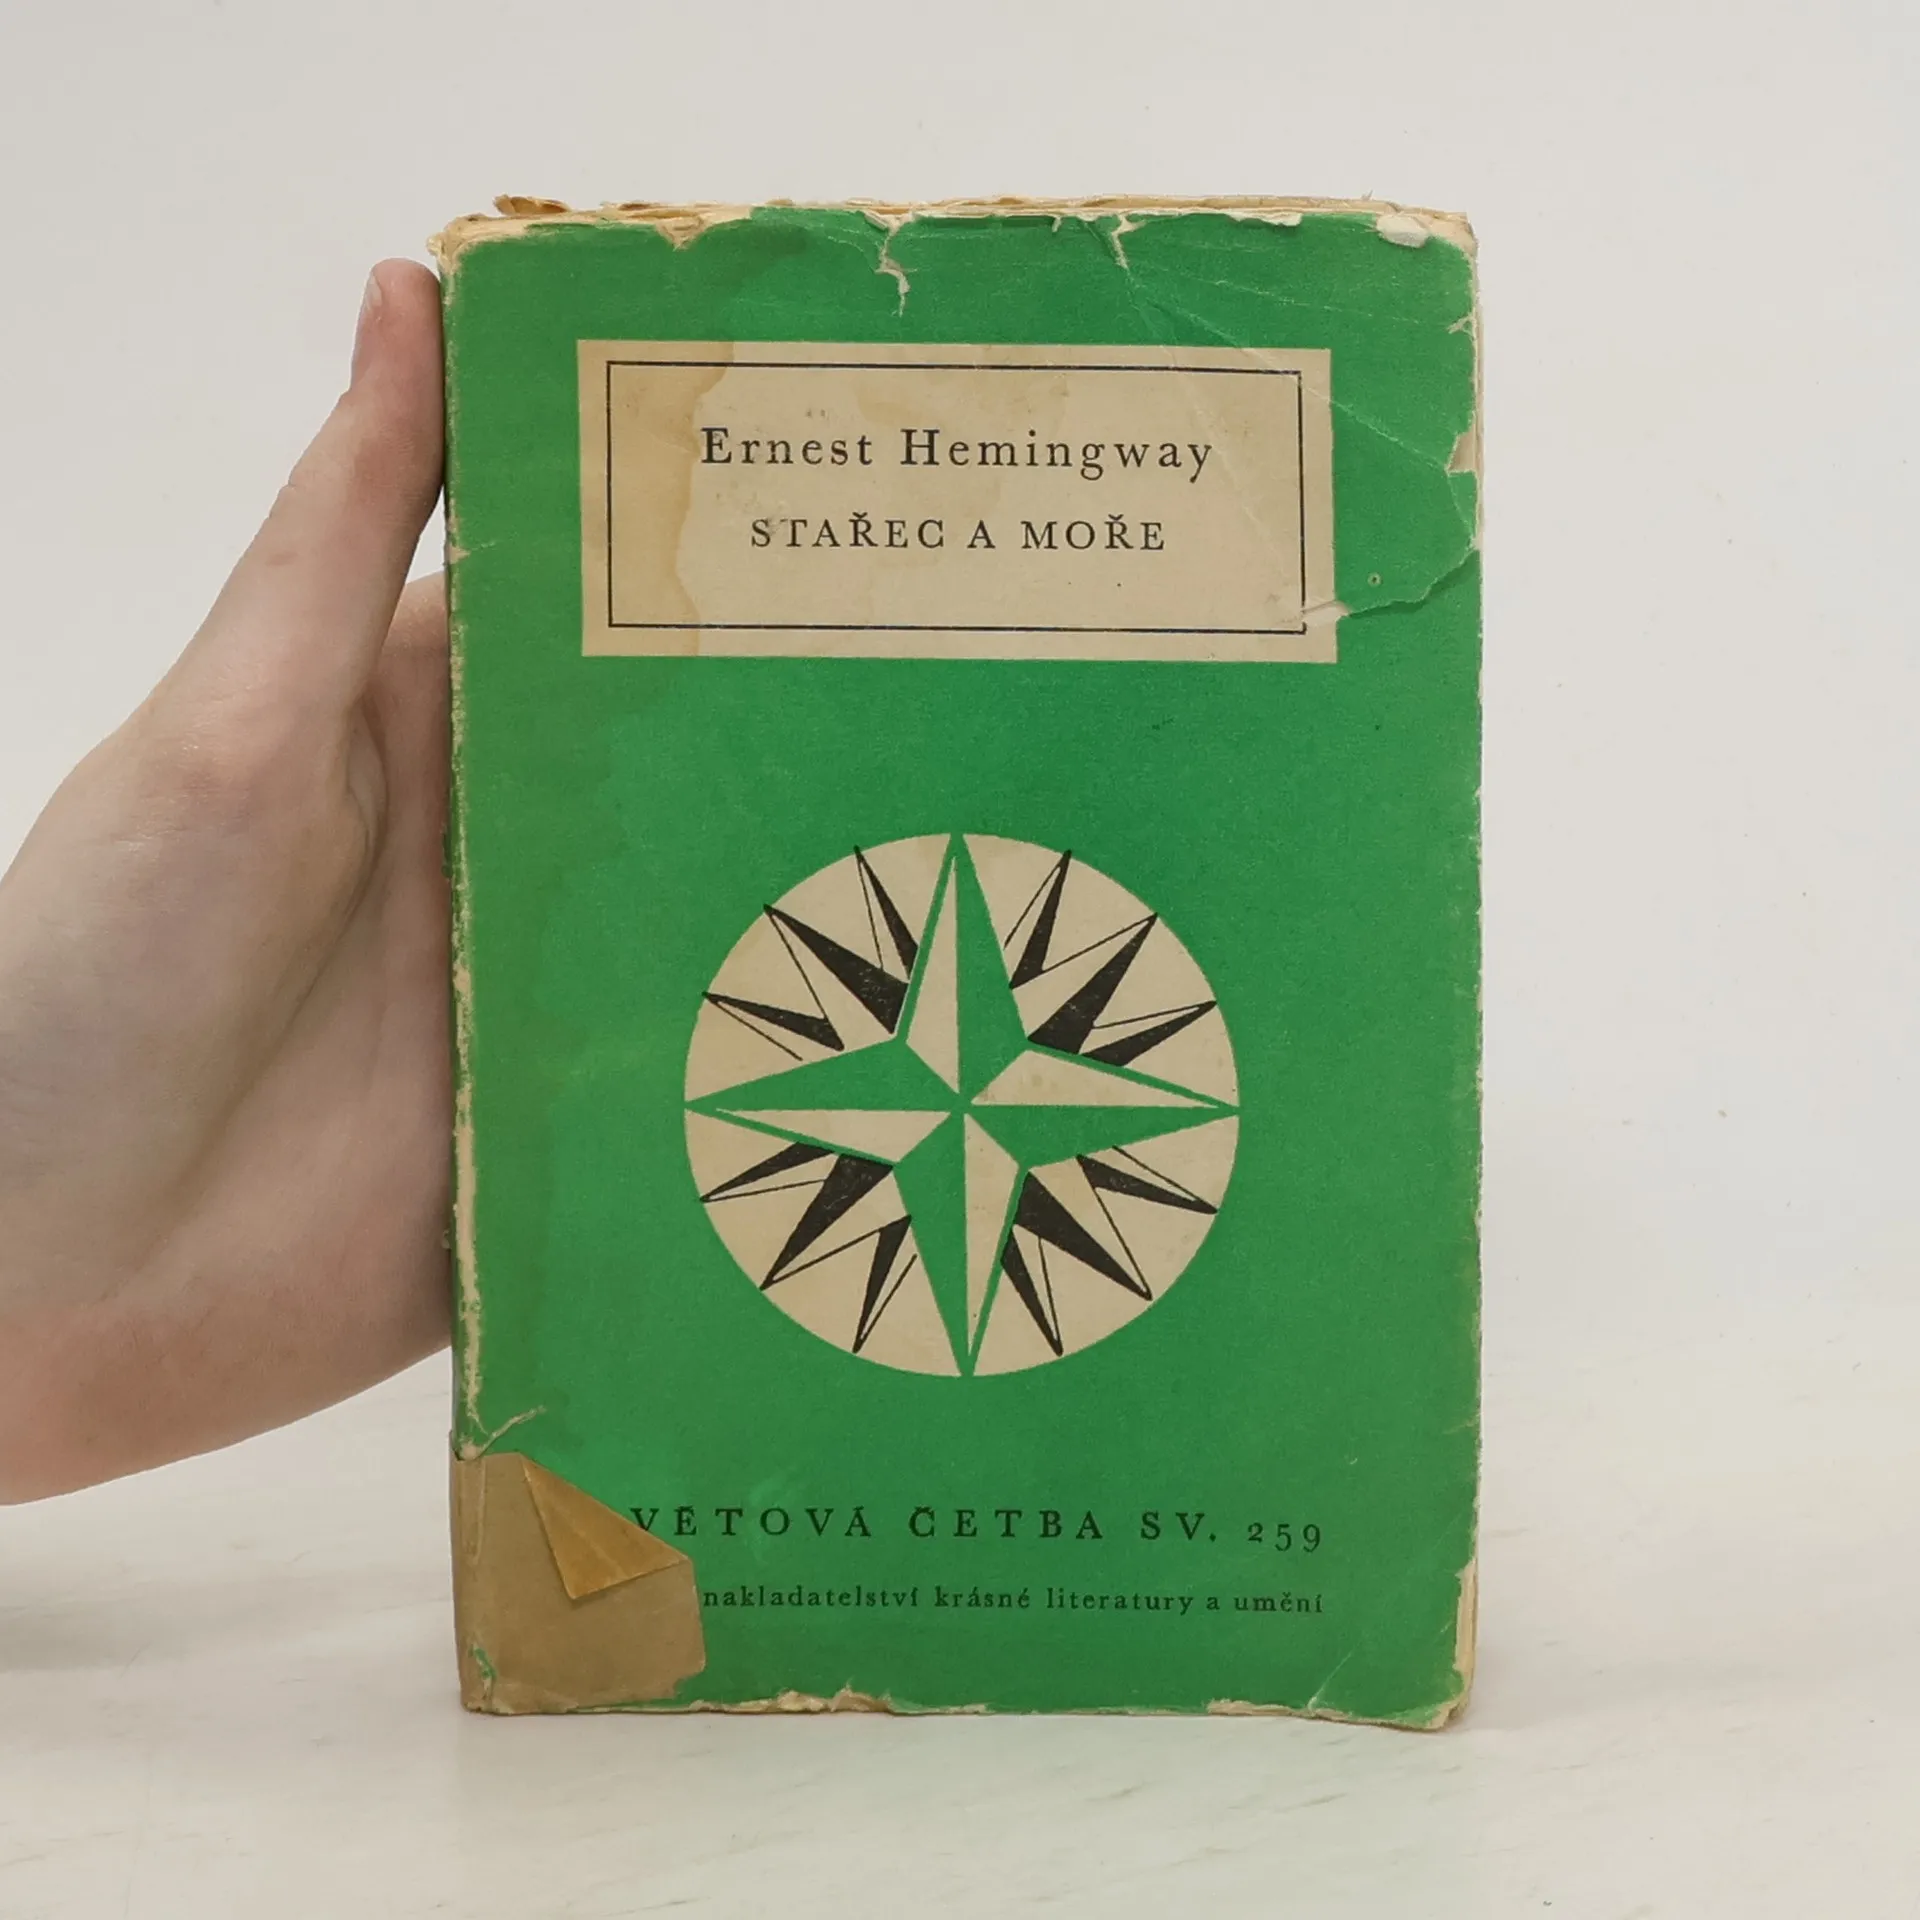 Ernest Hemingway
STAŘEC A MOŘE
VĚTOVÁ ČETBA SV. 259
nakladatelství krásné literatury a umění